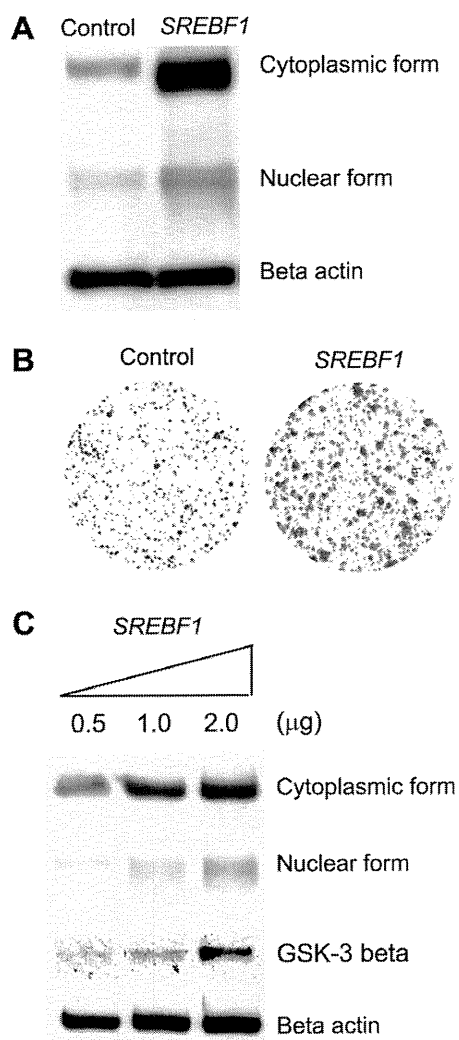 A
Control SREBF1
Cytoplasmic form
Nuclear form
Beta actin
B
Control SREBF1
C
SREBF1
0.5 1.0 2.0 (μg)
Cytoplasmic form
Nuclear form
GSK-3 beta
Beta actin